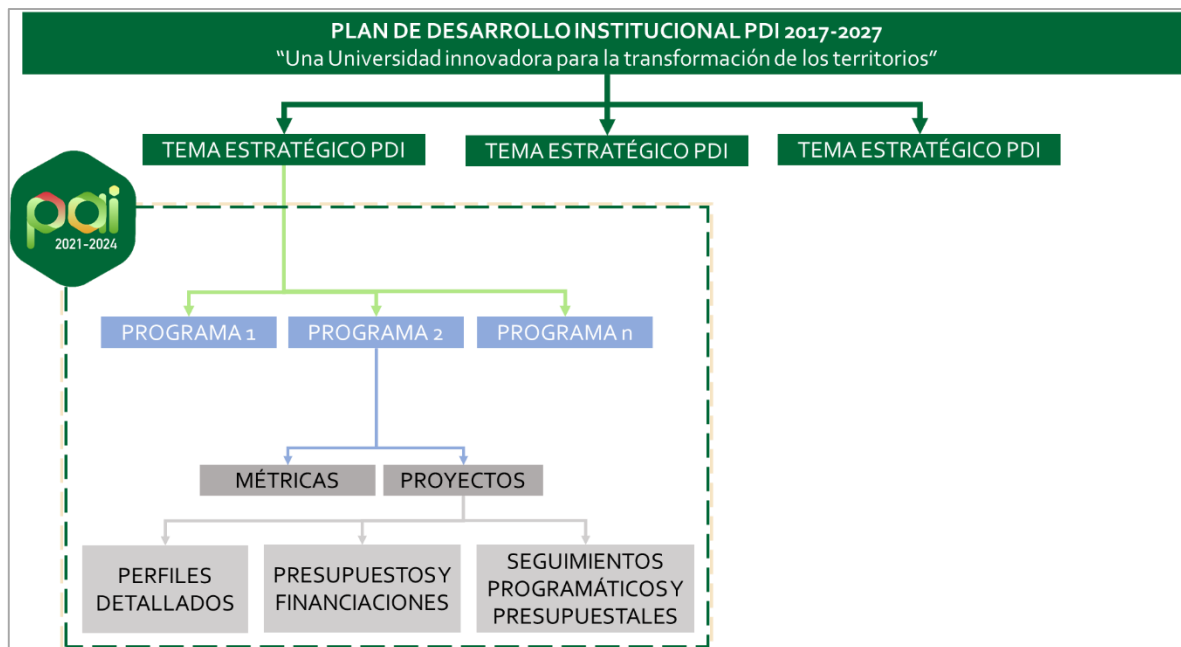 PLAN DE DESARROLLO INSTITUCIONAL PDI 2017-2027
“Una Universidad innovadora para la transformación de los territorios”
TEMA ESTRATÉGICO PDI
TEMA ESTRATÉGICO PDI
TEMA ESTRATÉGICO PDI
pai
2021-2024
PROGRAMA 1
PROGRAMA 2
PROGRAMA n
MÉTRICAS
PROYECTOS
PERFILES
DETALLADOS
PRESUPUESTOS Y
FINANCIACIONES
SEGUIMIENTOS
PROGRAMÁTICOS Y
PRESUPUESTALES